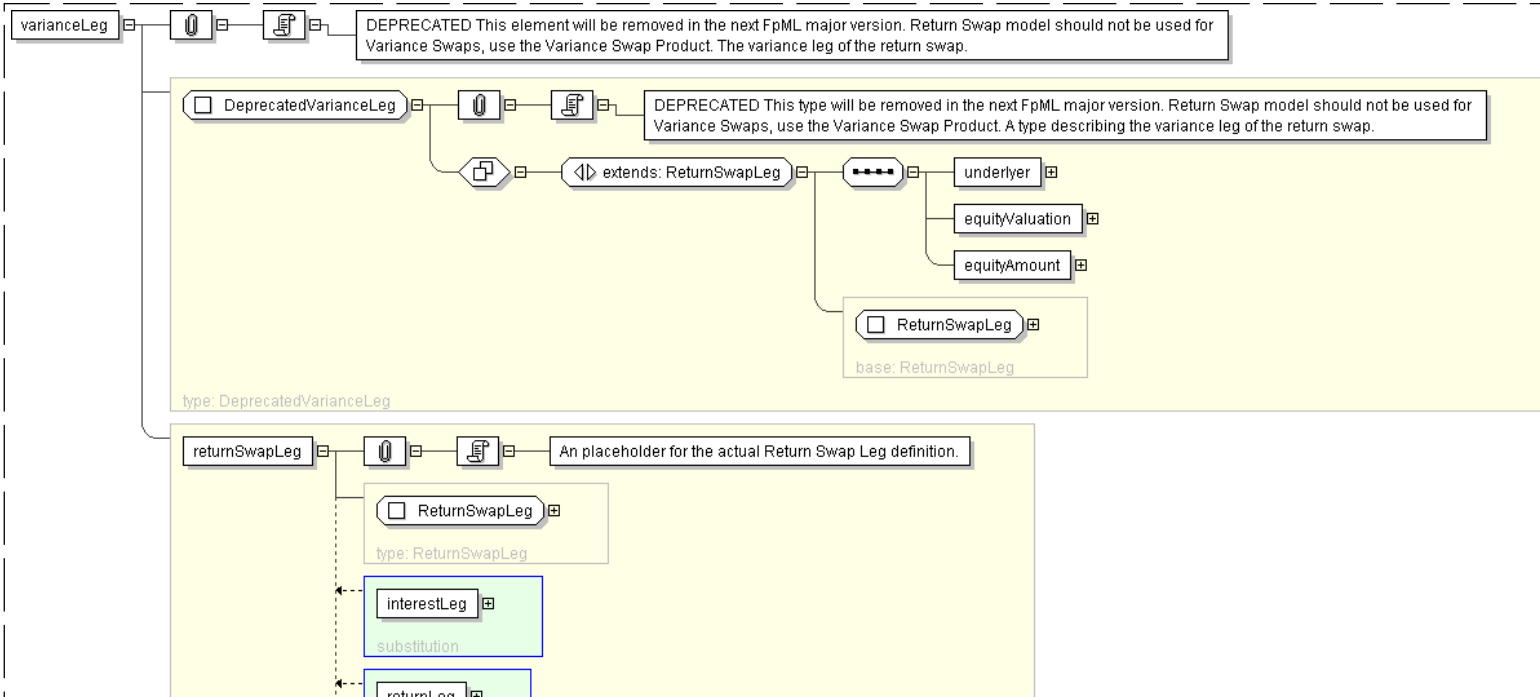 varianceLeg
DEPRECATED This element will be removed in the next FpML major version. Return Swap model should not be used for
Variance Swaps, use the Variance Swap Product. The variance leg of the return swap.
DeprecatedVarianceLeg
DEPRECATED This type will be removed in the next FpML major version. Return Swap model should not be used for
Variance Swaps, use the Variance Swap Product. A type describing the variance leg of the return swap.
extends: ReturnSwapLeg
underlyer
equityValuation
equityAmount
ReturnSwapLeg
base: ReturnSwapLeg
type: DeprecatedVarianceLeg
returnSwapLeg
An placeholder for the actual Return Swap Leg definition.
ReturnSwapLeg
type: ReturnSwapLeg
interestLeg
substitution
returnLeg